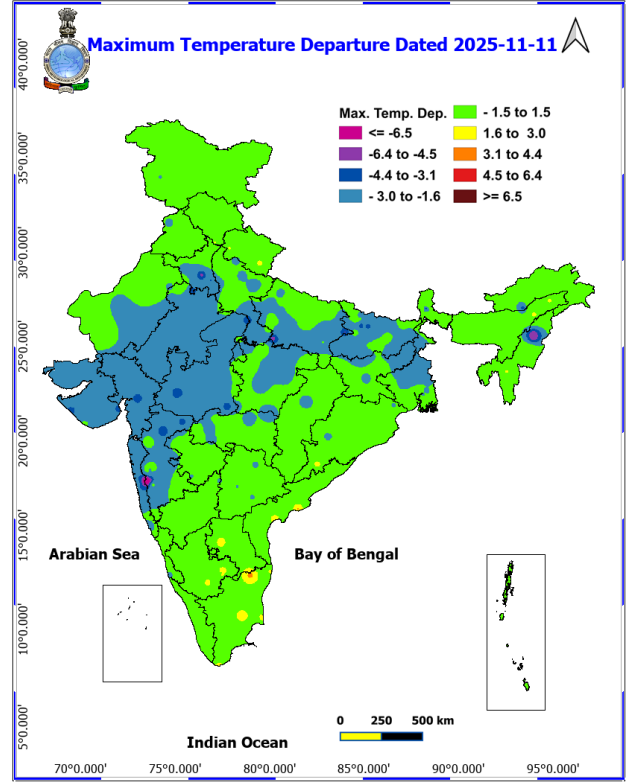 Maximum Temperature Departure Dated 2025-11-11
Max. Temp. Dep.
<= -6.5
-6.4 to -4.5
-4.4 to -3.1
- 3.0 to -1.6
- 1.5 to 1.5
1.6 to 3.0
3.1 to 4.4
4.5 to 6.4
>= 6.5
40°0.000'
35°0.000'
30°0.000'
25°0.000'
20°0.000'
15°0.000'
10°0.000'
5°0.000'
Arabian Sea
Bay of Bengal
Indian Ocean
0 250 500 km
70°0.000' 75°0.000' 80°0.000' 85°0.000' 90°0.000' 95°0.000'